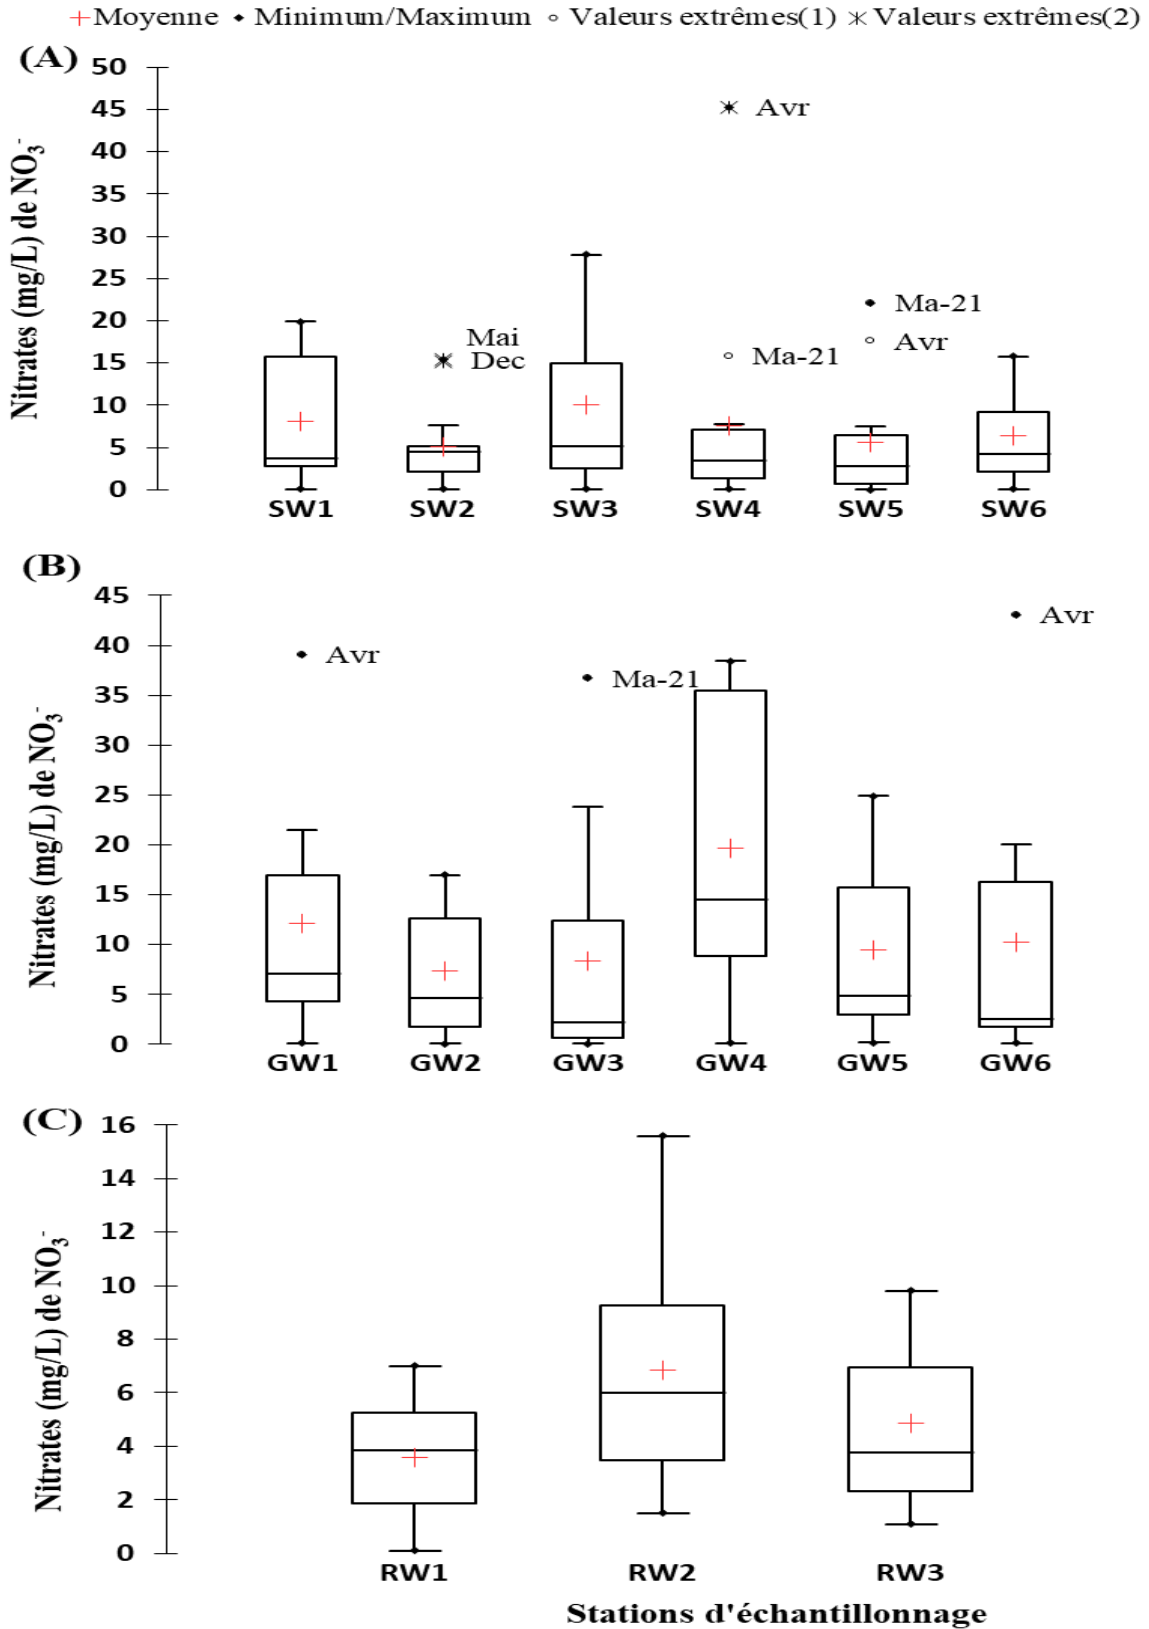 Moyenne Minimum/Maximum Valeurs extrêmes(1) Valeurs extrêmes(2)
(A)
Nitrates (mg/L) de NO3-
50
45
40
35
30
25
20
15
10
5
0
Avr
Mai
Dec
Ma-21
Ma-21
Avr
SW1 SW2 SW3 SW4 SW5 SW6
(B)
Nitrates (mg/L) de NO3-
45
40
35
30
25
20
15
10
5
0
Avr
Ma-21
Avr
GW1 GW2 GW3 GW4 GW5 GW6
(C)
Nitrates (mg/L) de NO3-
16
14
12
10
8
6
4
2
0
RW1 RW2 RW3
Stations d'échantillonnage